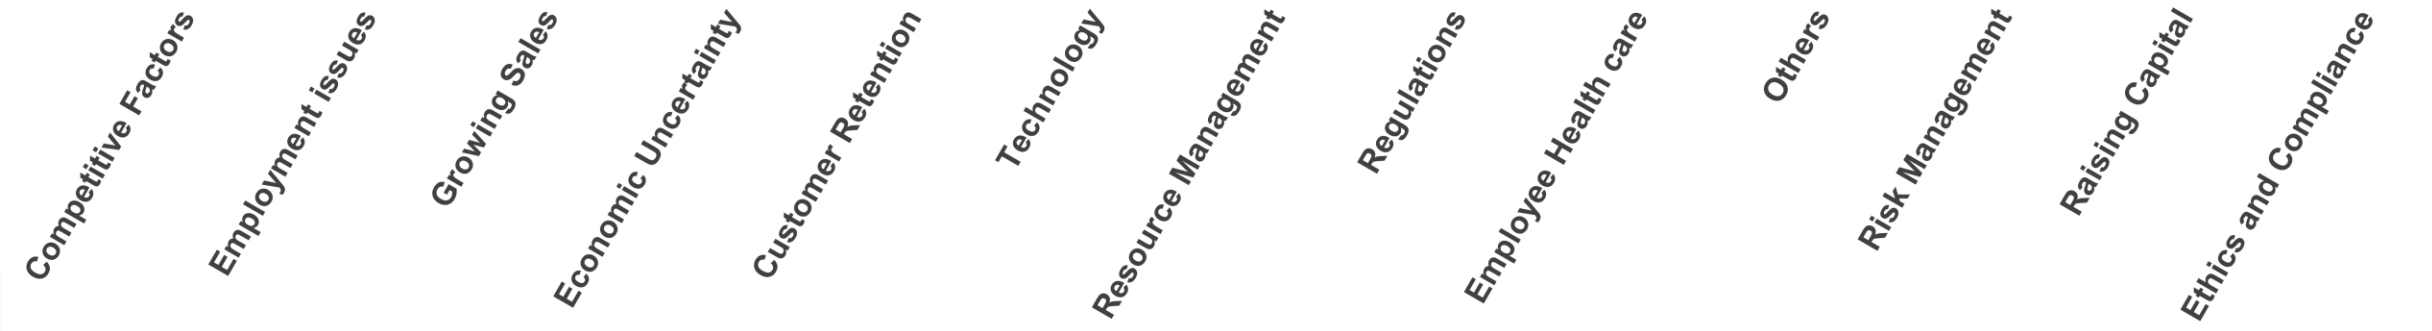 Competitive Factors
Employment issues
Growing Sales
Economic Uncertainty
Customer Retention
Technology
Resource Management
Regulations
Employee Health care
Others
Risk Management
Raising Capital
Ethics and Compliance